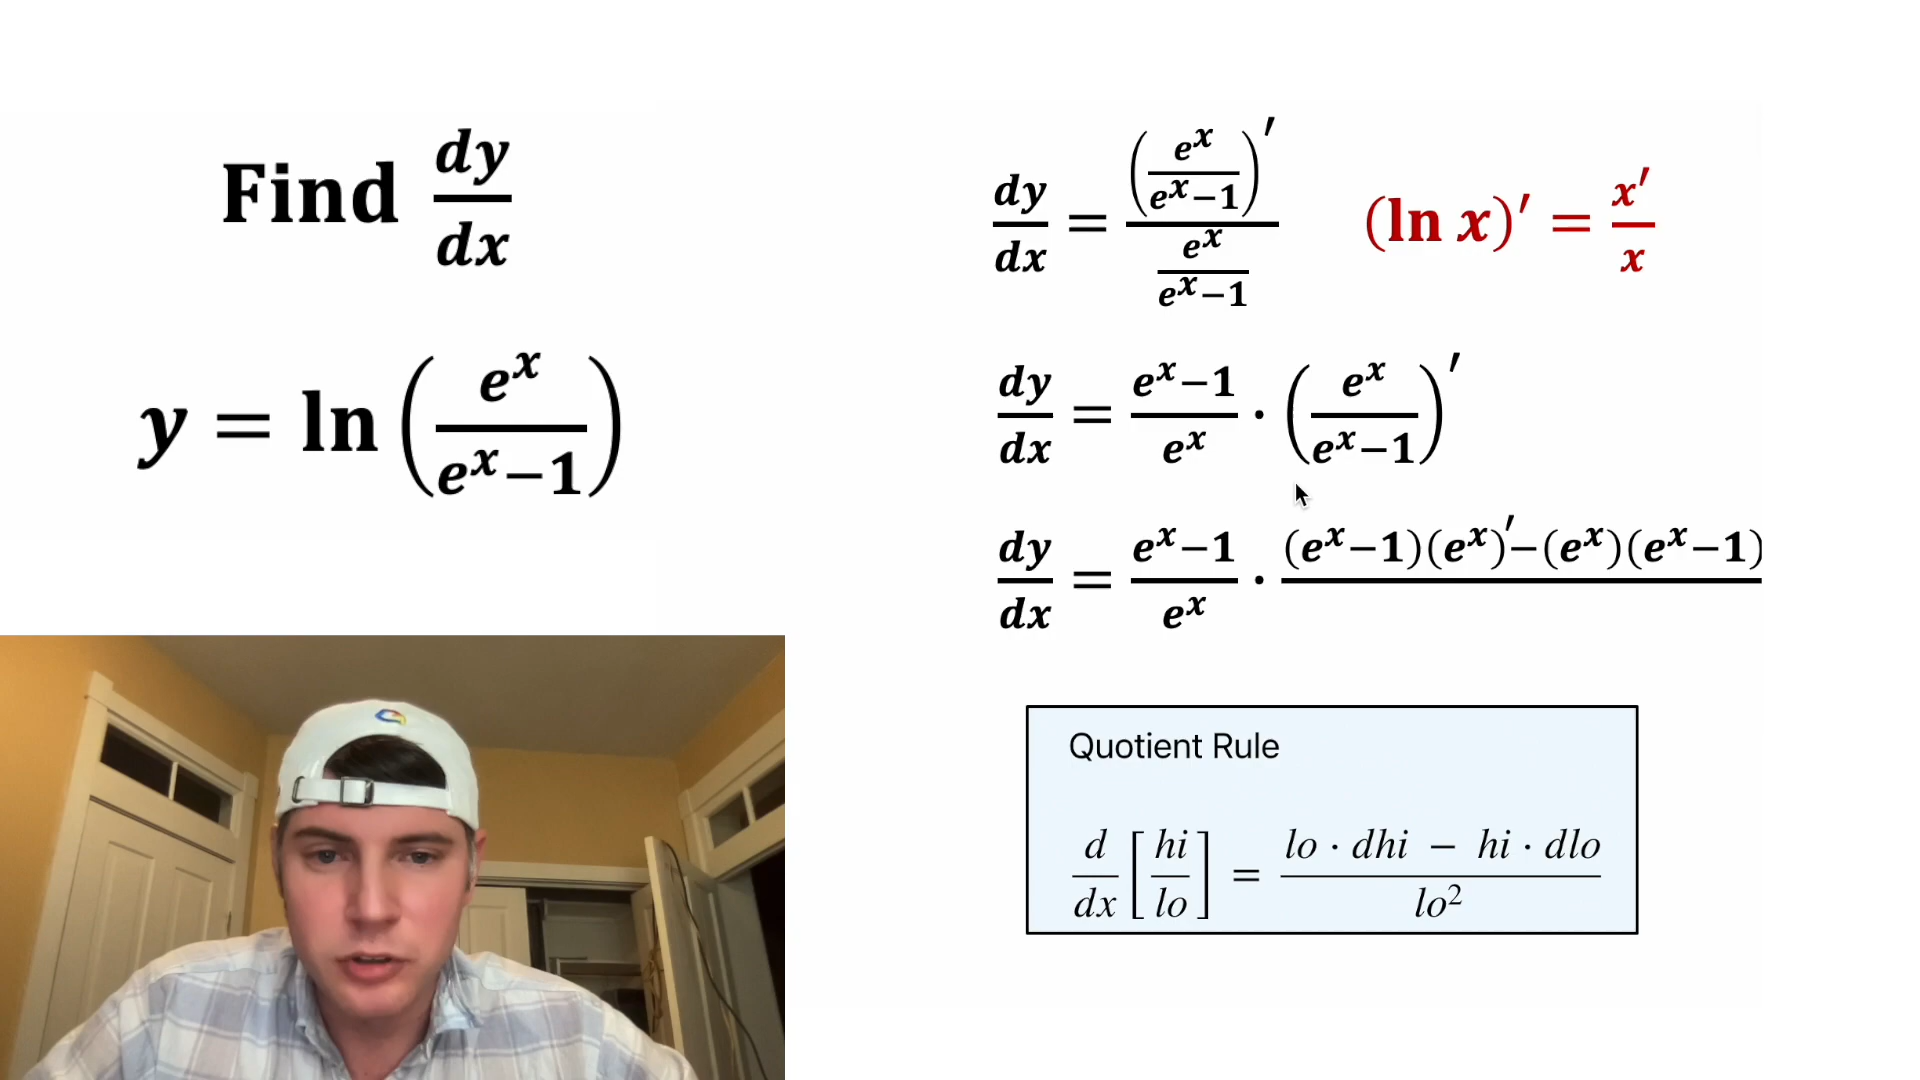 Find dy/dx
y = ln (e^x/(e^x−1))
dy/dx = (e^x/(e^x−1))′ / (e^x/(e^x−1))
(ln x)′ = x′/x
dy/dx = (e^x−1)/e^x · (e^x/(e^x−1))′
dy/dx = (e^x−1)/e^x · (e^x−1)(e^x)′−(e^x)(e^x−1)
Quotient Rule
d/dx [hi/lo] = (lo · dhi − hi · dlo)/lo²